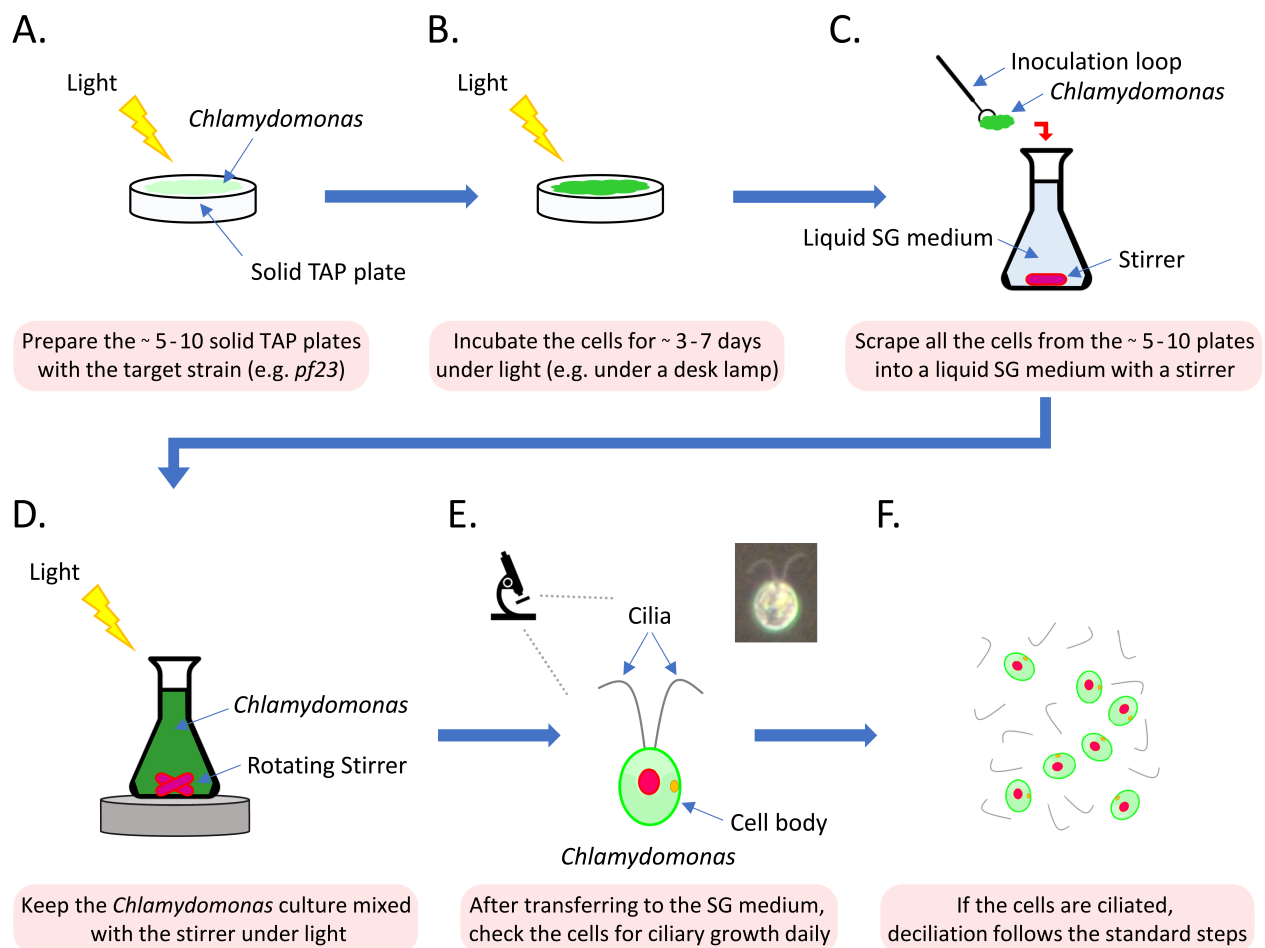 A.
Light
Chlamydomonas
Solid TAP plate
Prepare the ~ 5-10 solid TAP plates
with the target strain (e.g. pf23)
B.
Light
Incubate the cells for ~ 3-7 days
under light (e.g. under a desk lamp)
C.
Inoculation loop
Chlamydomonas
Liquid SG medium
Stirrer
Scrape all the cells from the ~ 5-10 plates
into a liquid SG medium with a stirrer
D.
Light
Chlamydomonas
Rotating Stirrer
Keep the Chlamydomonas culture mixed
with the stirrer under light
E.
Cilia
Cell body
Chlamydomonas
After transferring to the SG medium,
check the cells for ciliary growth daily
F.
If the cells are ciliated,
deciliation follows the standard steps